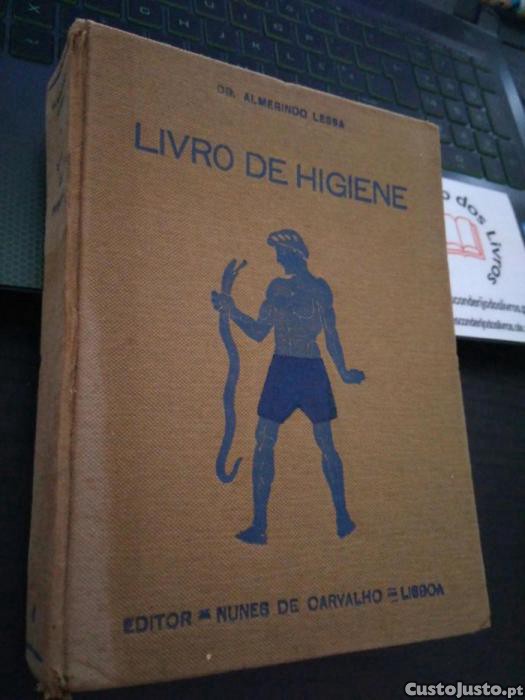 DR. ALMERINDO LESSA
LIVRO DE HIGIENE
EDITOR NUNES DE CARVALHO LISBOA
dos Livros
CustoJusto.pt